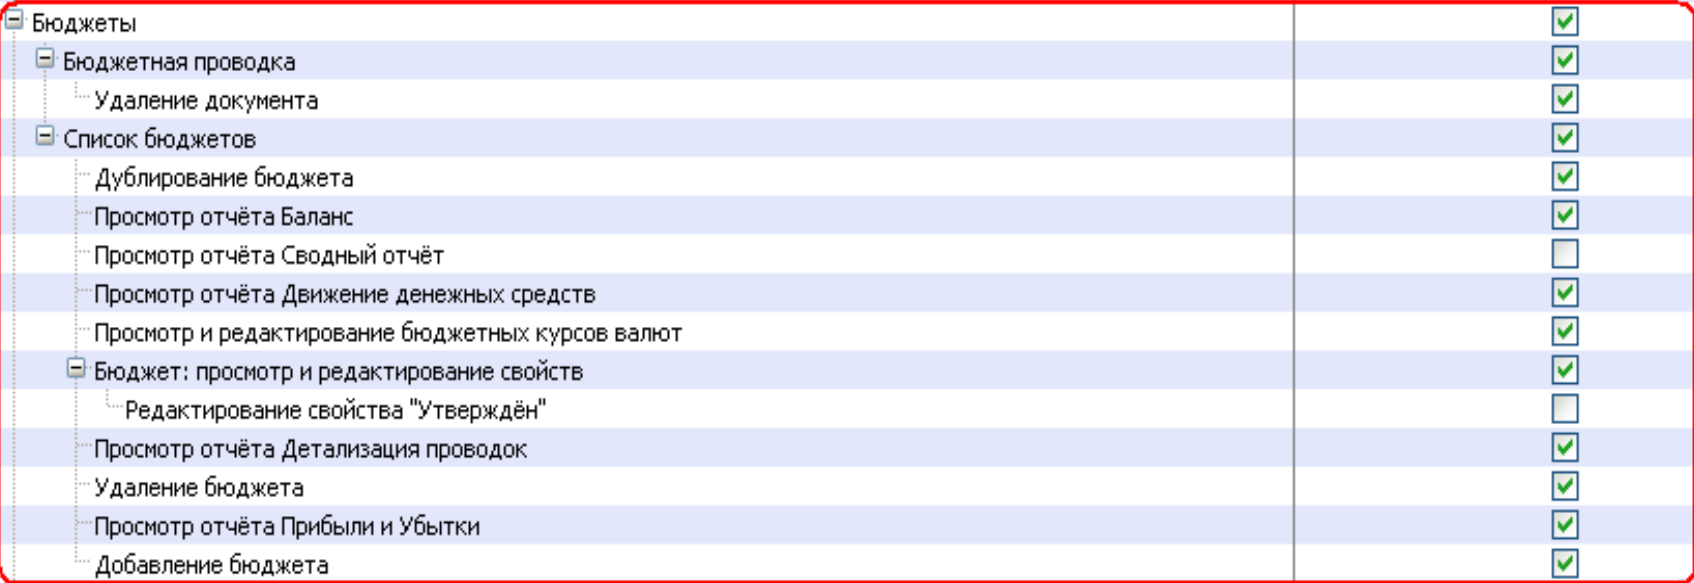 Бюджеты
Бюджетная проводка
Удаление документа
Список бюджетов
Дублирование бюджета
Просмотр отчёта Баланс
Просмотр отчёта Сводный отчёт
Просмотр отчёта Движение денежных средств
Просмотр и редактирование бюджетных курсов валют
Бюджет: просмотр и редактирование свойств
Редактирование свойства "Утверждён"
Просмотр отчёта Детализация проводок
Удаление бюджета
Просмотр отчёта Прибыли и Убытки
Добавление бюджета